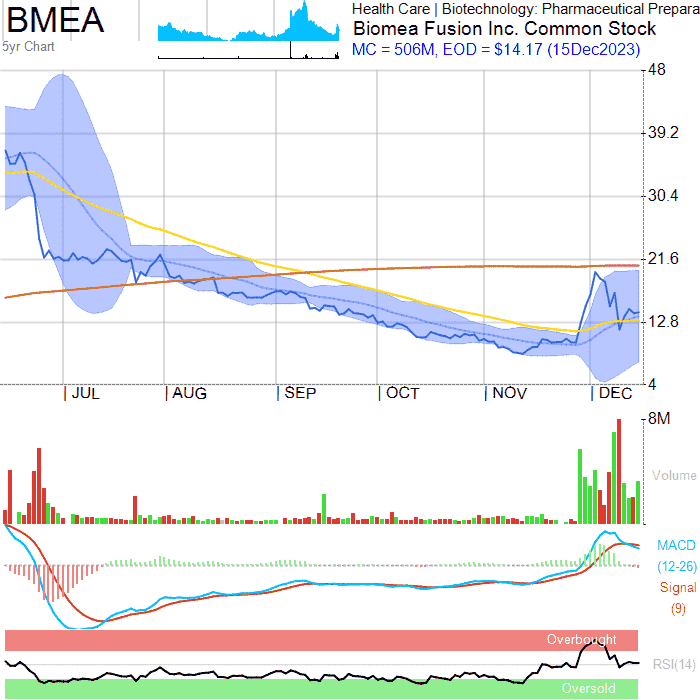 BMEA
5yr Chart
Health Care | Biotechnology: Pharmaceutical Prepara
Biomea Fusion Inc. Common Stock
MC = 506M, EOD = $14.17 (15Dec2023)
48
39.2
30.4
21.6
12.8
4
| JUL | AUG | SEP | OCT | NOV | DEC
8M
Volume
MACD
(12-26)
Signal
(9)
Overbought
RSI(14)
Oversold